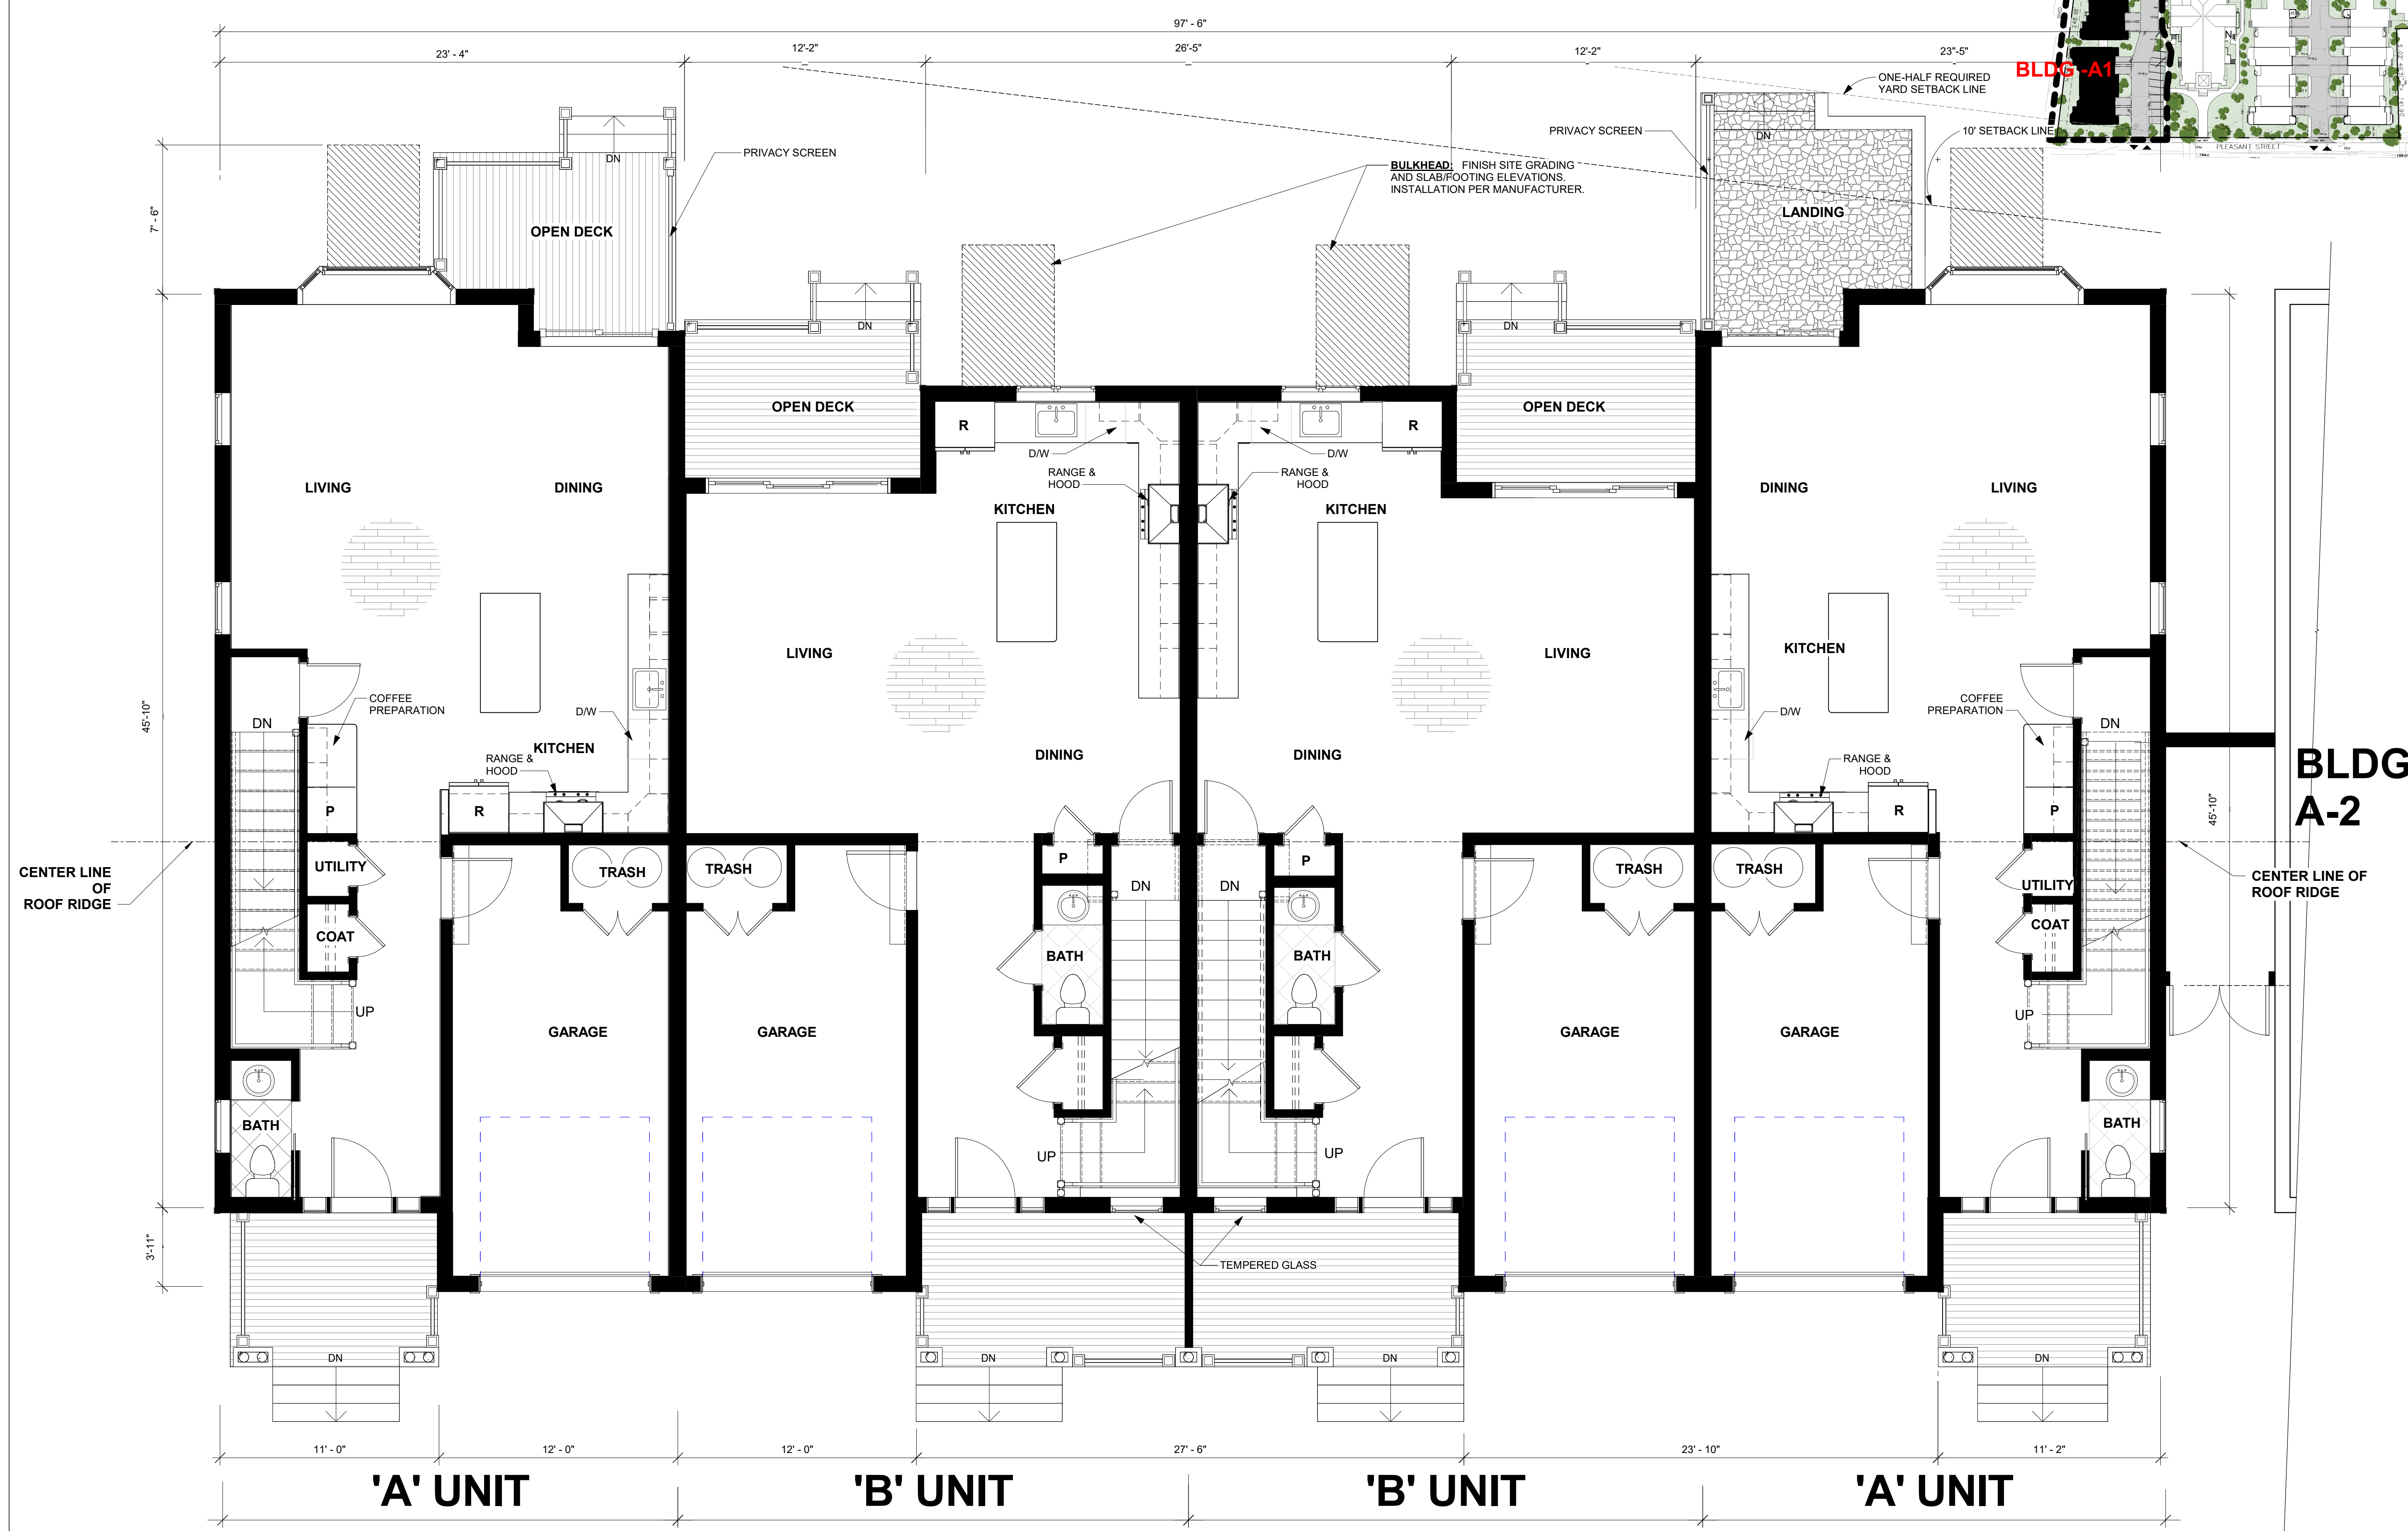 97' - 6"
23' - 4"
12'-2"
26'-5"
12'-2"
23"-5"
BLDG -A1
N
PLEASANT STREET
ONE-HALF REQUIRED
YARD SETBACK LINE
10' SETBACK LINE
PRIVACY SCREEN
PRIVACY SCREEN
BULKHEAD: FINISH SITE GRADING
AND SLAB/FOOTING ELEVATIONS.
INSTALLATION PER MANUFACTURER.
DN
DN
7' - 6"
OPEN DECK
LANDING
DN
DN
OPEN DECK
OPEN DECK
R
R
D/W
D/W
RANGE &
HOOD
RANGE &
HOOD
LIVING
DINING
KITCHEN
KITCHEN
DINING
LIVING
LIVING
LIVING
KITCHEN
COFFEE
PREPARATION
COFFEE
PREPARATION
D/W
D/W
DN
DN
45'-10"
KITCHEN
RANGE &
HOOD
DINING
DINING
RANGE &
HOOD
BLDG
A-2
45'-10"
P
R
R
P
CENTER LINE
OF
ROOF RIDGE
UTILITY
TRASH
TRASH
P
P
TRASH
TRASH
UTILITY
CENTER LINE OF
ROOF RIDGE
DN
DN
COAT
COAT
BATH
BATH
UP
UP
GARAGE
GARAGE
GARAGE
GARAGE
BATH
BATH
UP
UP
3'-11"
TEMPERED GLASS
DN
DN
DN
DN
11' - 0"
12' - 0"
12' - 0"
27' - 6"
23' - 10"
11' - 2"
'A' UNIT
'B' UNIT
'B' UNIT
'A' UNIT